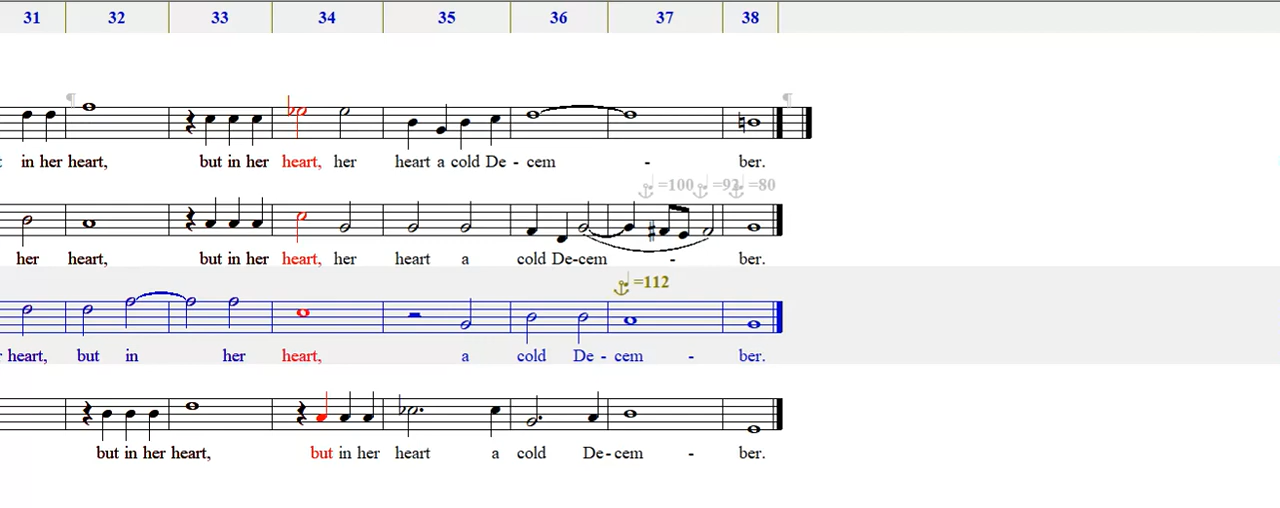 31 32 33 34 35 36 37 38
¶ ¶
in her heart, but in her heart, her heart a cold De - cem - ber.
=100 =92 =80
her heart, but in her heart, her heart a cold De-cem - ber.
=112
heart, but in her heart, a cold De - cem - ber.
but in her heart, but in her heart a cold De-cem - ber.